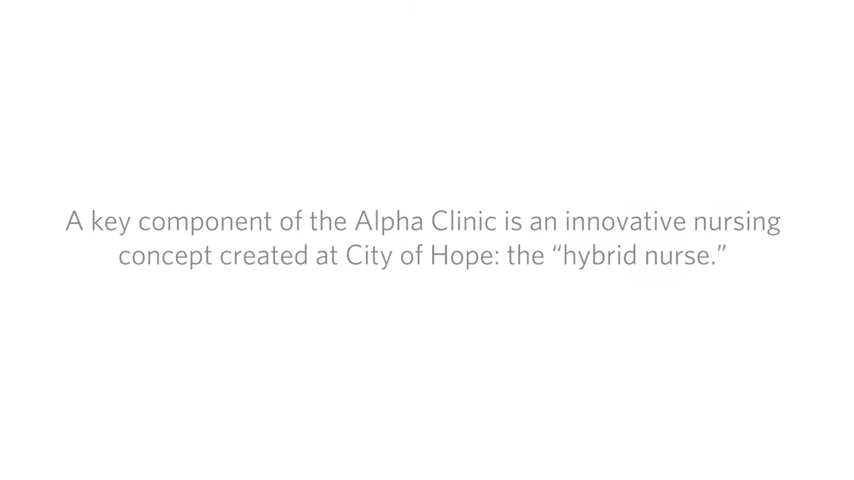 A key component of the Alpha Clinic is an innovative nursing
concept created at City of Hope: the “hybrid nurse.”